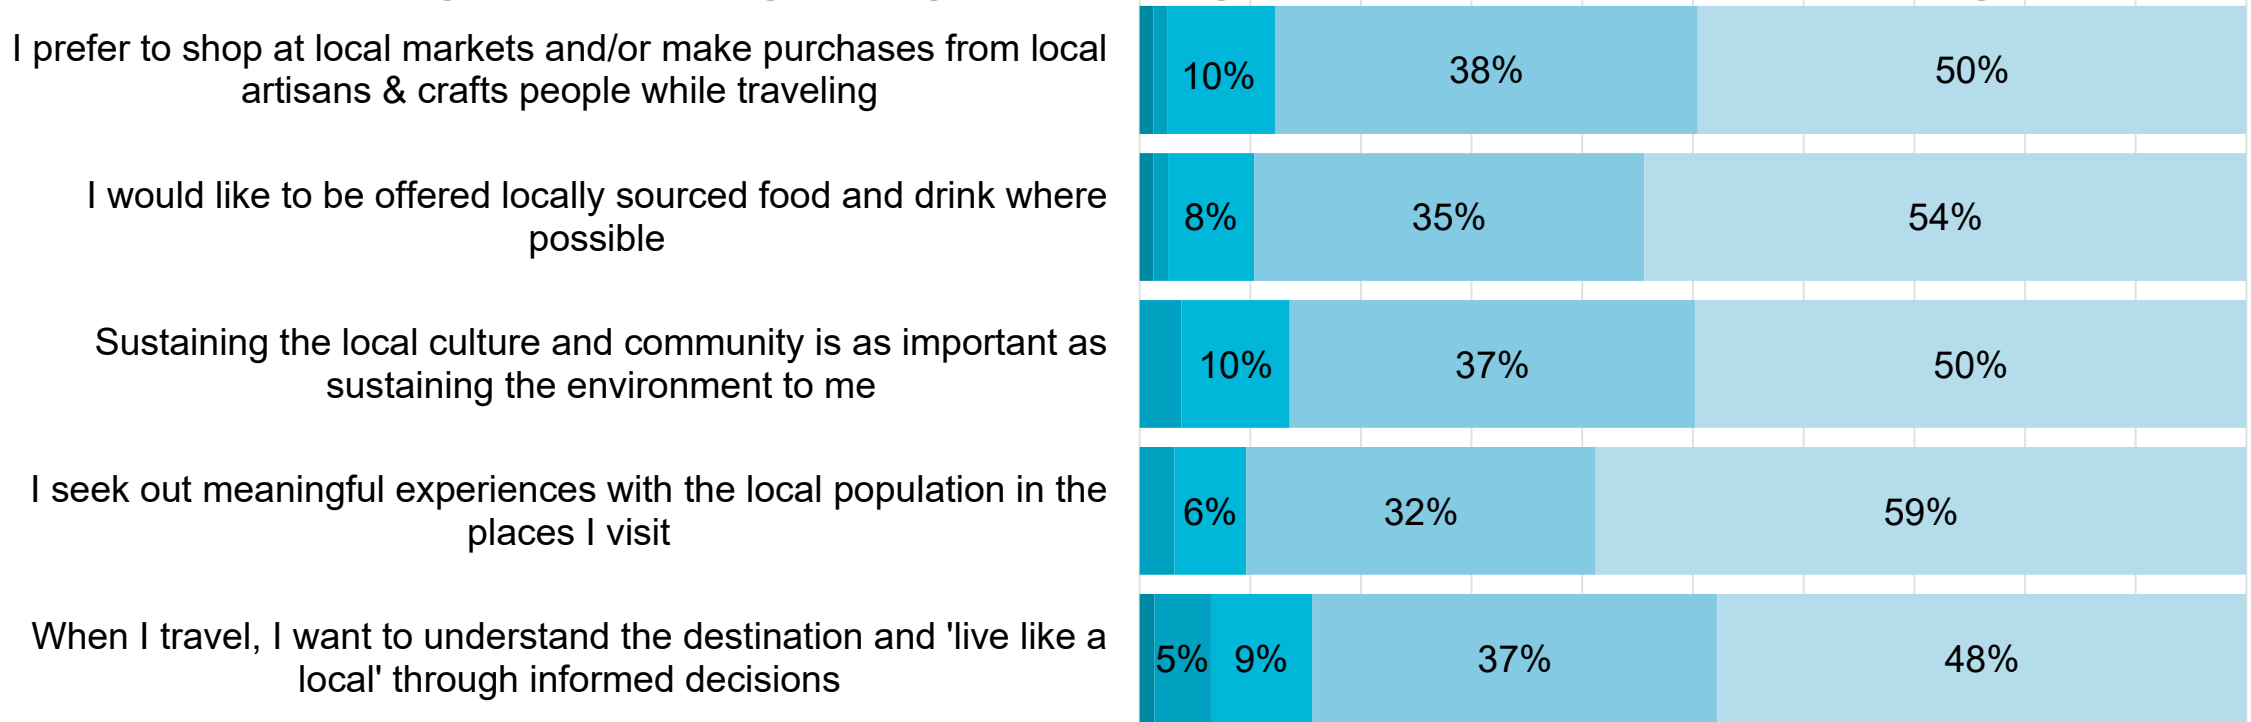 I prefer to shop at local markets and/or make purchases from local
artisans & crafts people while traveling
10% 38% 50%
I would like to be offered locally sourced food and drink where
possible
8% 35% 54%
Sustaining the local culture and community is as important as
sustaining the environment to me
10% 37% 50%
I seek out meaningful experiences with the local population in the
places I visit
6% 32% 59%
When I travel, I want to understand the destination and 'live like a
local' through informed decisions
5% 9% 37% 48%